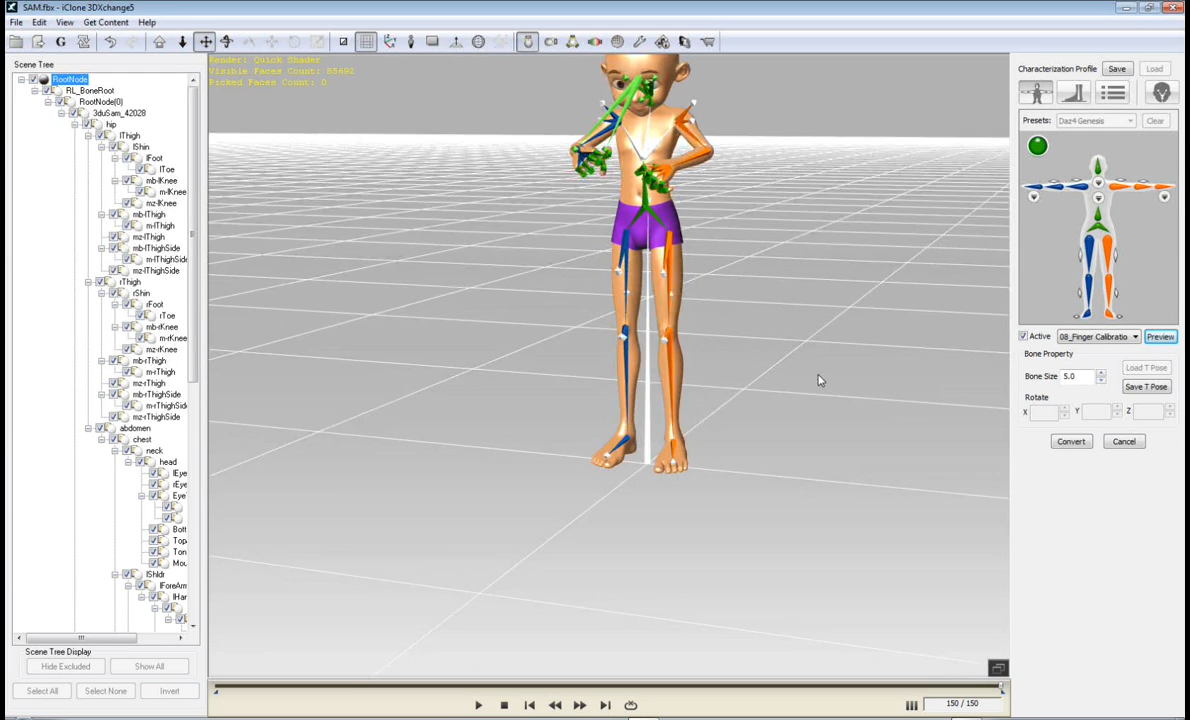 SAM.fbx - iClone 3DXchange5
File Edit View Get Content Help
Scene Tree
RootNode
RL_BoneRoot
RootNode(0)
3duSam_42028
hip
lThigh
lShin
lFoot
lToe
mb-lKnee
m-lKnee
mz-lKnee
mb-lThigh
m-lThigh
mz-lThigh
mb-lThighSide
m-lThighSide
mz-lThighSide
rThigh
rShin
rFoot
rToe
mb-rKnee
m-rKnee
mz-rKnee
mb-rThigh
m-rThigh
mz-rThigh
mb-rThighSide
m-rThighSid
mz-rThighSide
abdomen
chest
neck
head
lEye
rEye
Eye
Bott
Top
Ton
Mou
lShldr
lForeArm
lHar
Scene Tree Display
Hide Excluded Show All
Select All Select None Invert
Render: Quick Shader
Visible Faces Count: 85692
Picked Faces Count: 0
Characterization Profile Save Load
Presets: Daz4 Genesis Clear
Active 08_Finger Calibratio Preview
Bone Property
Bone Size 5.0 Load T Pose
Save T Pose
Rotate
X Y Z
Convert Cancel
150 / 150